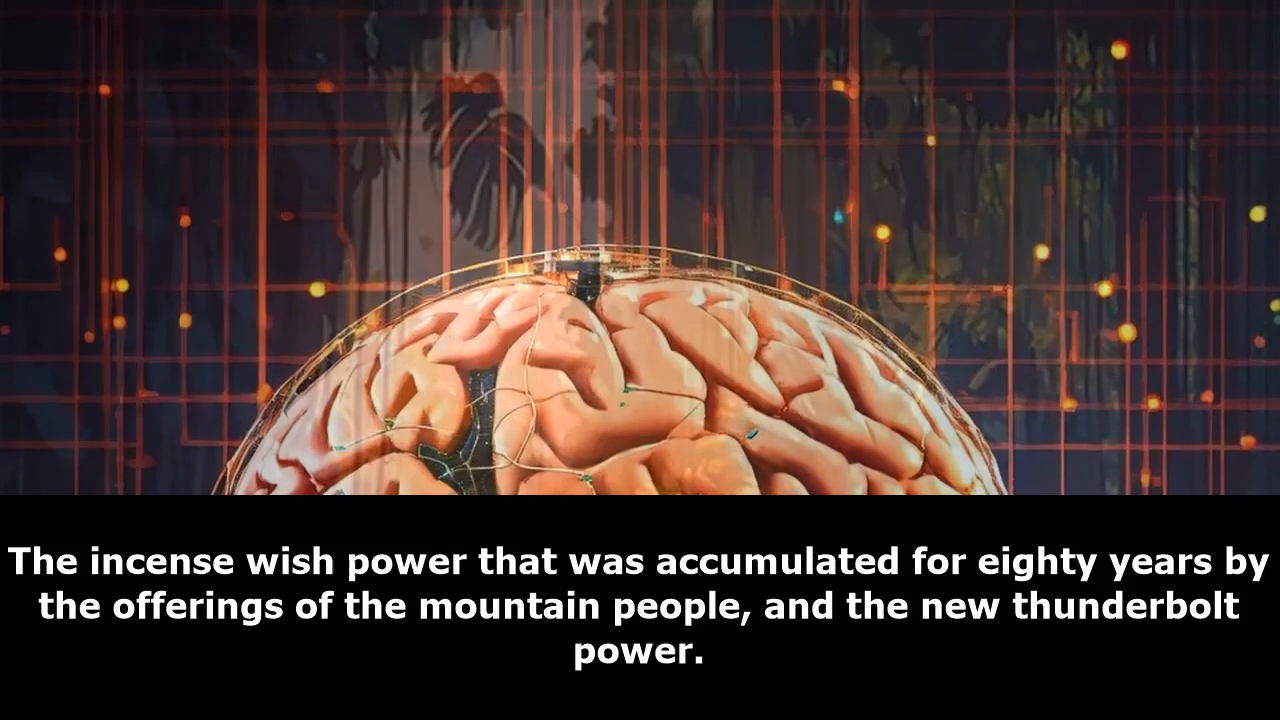 The incense wish power that was accumulated for eighty years by
the offerings of the mountain people, and the new thunderbolt
power.